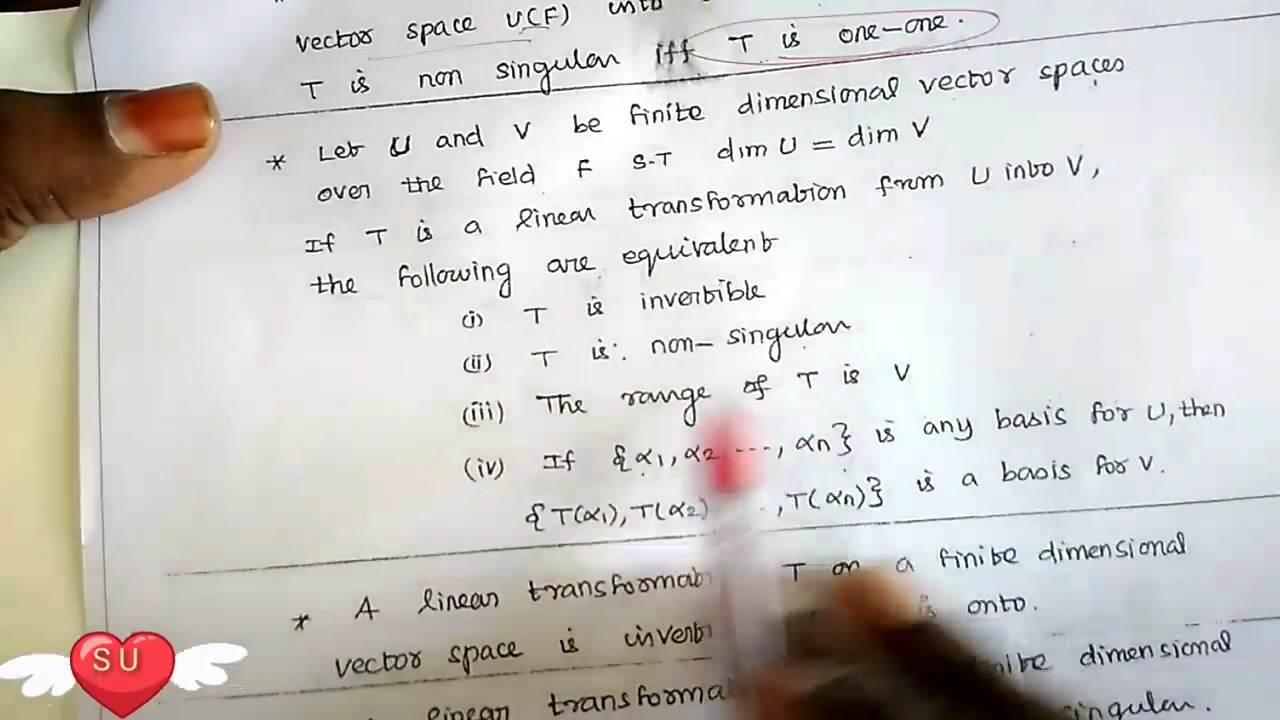 vector space U(F) into
T is non singular iff T is one-one.
* Let U and V be finite dimensional vector spaces
over the field F S.T dim U = dim V
If T is a linear transformation from U into V,
the following are equivalent
(i) T is invertible
(ii) T is non-singular
(iii) The range of T is V
(iv) If {α1, α2 ---, αn} is any basis for U, then
{T(α1), T(α2) . , T(αn)} is a basis for V.
* A linear T on a finite dimensional
vector space is is onto.
linear dimensional
SU